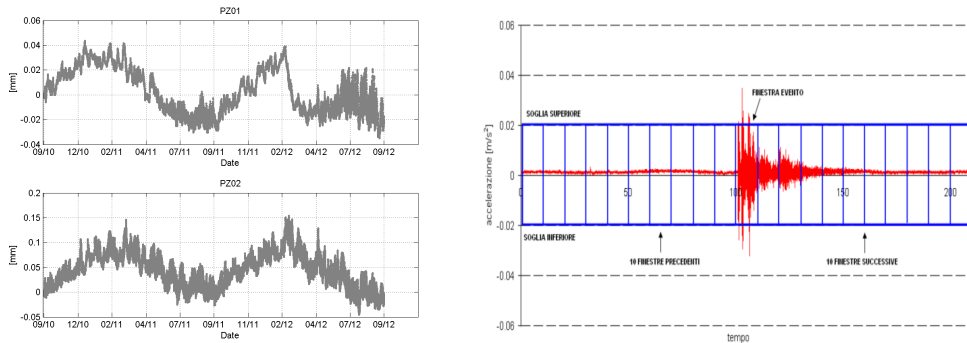 PZ01
0.06
0.04
0.02
0
-0.02
-0.04
[mm]
09/10 12/10 02/11 04/11 07/11 09/11 11/11 02/12 04/12 07/12 09/12
Date
PZ02
0.2
0.15
0.1
0.05
0
-0.05
[mm]
09/10 12/10 02/11 04/11 07/11 09/11 11/11 02/12 04/12 07/12 09/12
Date
0.06
0.04
0.02
0
-0.02
-0.04
-0.06
accelerazione [m/s²]
FINESTRA EVENTO
SOGLIA SUPERIORE
0 50 100 150 200
SOGLIA INFERIORE
10 FINESTRE PRECEDENTI
10 FINESTRE SUCCESSIVE
tempo